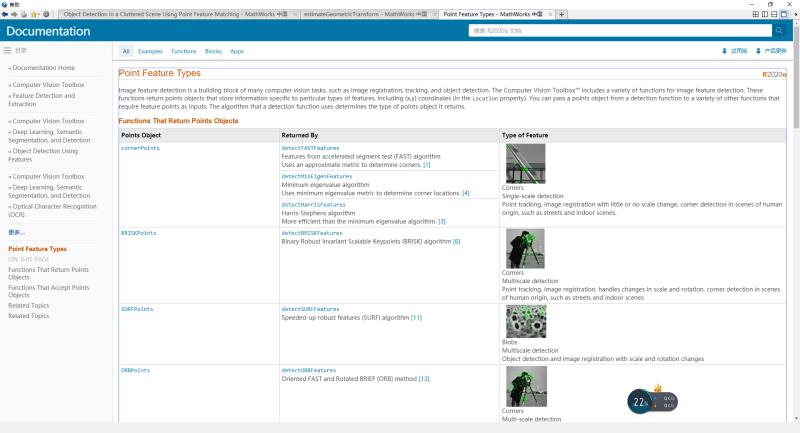 帮助
Object Detection in a Cluttered Scene Using Point Feature Matching - MathWorks 中国
estimateGeometricTransform - MathWorks 中国
Point Feature Types - MathWorks 中国
Documentation
搜索 R2020a 文档
目录
All Examples Functions Blocks Apps
试用版 产品更新
« Documentation Home
« Computer Vision Toolbox
« Feature Detection and
Extraction
« Computer Vision Toolbox
« Deep Learning, Semantic
Segmentation, and Detection
« Object Detection Using
Features
« Computer Vision Toolbox
« Deep Learning, Semantic
Segmentation, and Detection
« Optical Character Recognition
(OCR)
更多...
Point Feature Types
ON THIS PAGE
Functions That Return Points
Objects
Functions That Accept Points
Objects
Related Topics
Related Topics
Point Feature Types
R2020a
Image feature detection is a building block of many computer vision tasks, such as image registration, tracking, and object detection. The Computer Vision Toolbox™ includes a variety of functions for image feature detection. These
functions return points objects that store information specific to particular types of features, including (x,y) coordinates (in the Location property). You can pass a points object from a detection function to a variety of other functions that
require feature points as inputs. The algorithm that a detection function uses determines the type of points object it returns.
Functions That Return Points Objects
Points Object Returned By Type of Feature
cornerPoints
detectFASTFeatures
Features from accelerated segment test (FAST) algorithm
Uses an approximate metric to determine corners. [1]
detectMinEigenFeatures
Minimum eigenvalue algorithm
Uses minimum eigenvalue metric to determine corner locations. [4]
detectHarrisFeatures
Harris-Stephens algorithm
More efficient than the minimum eigenvalue algorithm. [3]
Corners
Single-scale detection
Point tracking, image registration with little or no scale change, corner detection in scenes of human
origin, such as streets and indoor scenes.
BRISKPoints
detectBRISKFeatures
Binary Robust Invariant Scalable Keypoints (BRISK) algorithm [6]
Corners
Multiscale detection
Point tracking, image registration, handles changes in scale and rotation, corner detection in scenes
of human origin, such as streets and indoor scenes
SURFPoints
detectSURFFeatures
Speeded-up robust features (SURF) algorithm [11]
Blobs
Multiscale detection
Object detection and image registration with scale and rotation changes
ORBPoints
detectORBFeatures
Oriented FAST and Rotated BRIEF (ORB) method [13]
Corners
Multi-scale detection
22%